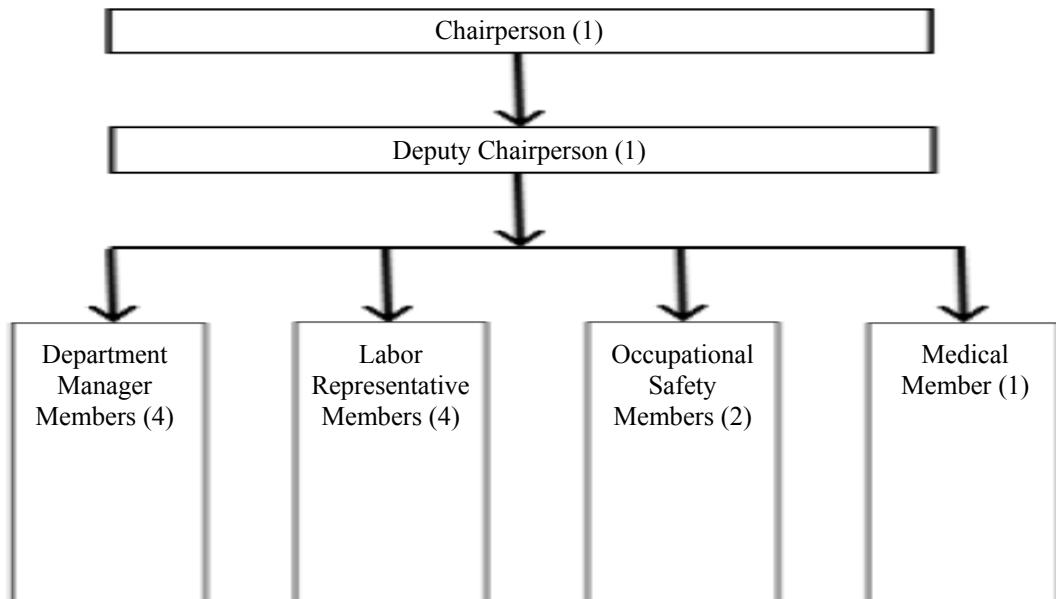 Chairperson (1)
Deputy Chairperson (1)
Department
Manager
Members (4)
Labor
Representative
Members (4)
Occupational
Safety
Members (2)
Medical
Member (1)